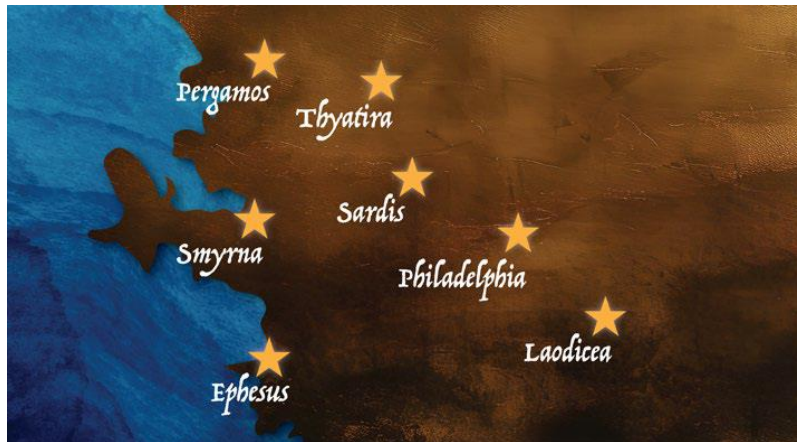 Pergamos
Thyatira
Sardis
Smyrna
Philadelphia
Laodicea
Ephesus